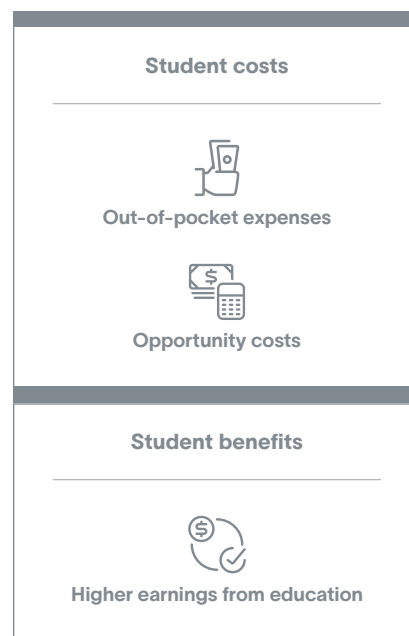 Student costs
Out-of-pocket expenses
Opportunity costs
Student benefits
Higher earnings from education